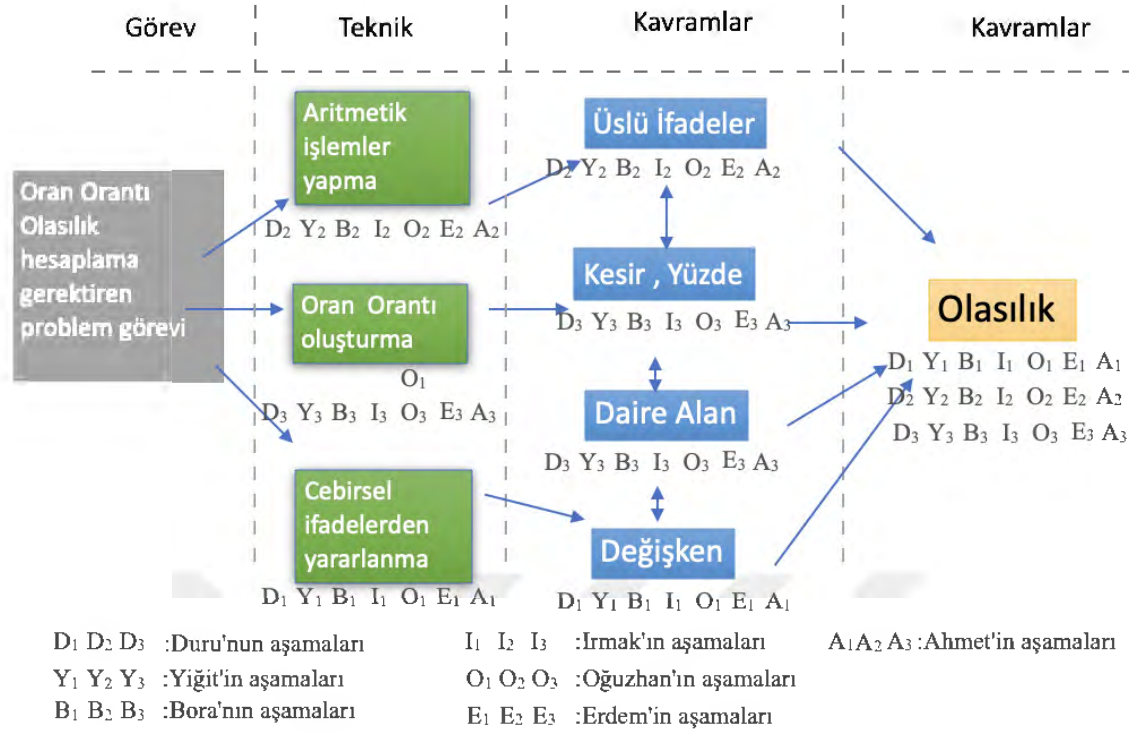 Görev
Teknik
Kavramlar
Kavramlar
Oran Orantı
Olasılık
hesaplama
gerektiren
problem görevi
Aritmetik
işlemler
yapma
D2 Y2 B2 I2 O2 E2 A2
Oran Orantı
oluşturma
O1
D3 Y3 B3 I3 O3 E3 A3
Cebirsel
ifadelerden
yararlanma
D1 Y1 B1 I1 O1 E1 A1
Üslü İfadeler
D2 Y2 B2 I2 O2 E2 A2
Kesir , Yüzde
D3 Y3 B3 I3 O3 E3 A3
Daire Alan
D3 Y3 B3 I3 O3 E3 A3
Değişken
D1 Y1 B1 I1 O1 E1 A1
Olasılık
D1 Y1 B1 I1 O1 E1 A1
D2 Y2 B2 I2 O2 E2 A2
D3 Y3 B3 I3 O3 E3 A3
D1 D2 D3 :Duru'nun aşamaları
Y1 Y2 Y3 :Yiğit'in aşamaları
B1 B2 B3 :Bora'nın aşamaları
I1 I2 I3 :Irmak'ın aşamaları
O1 O2 O3 :Oğuzhan'ın aşamaları
E1 E2 E3 :Erdem'in aşamaları
A1A2 A3 :Ahmet'in aşamaları